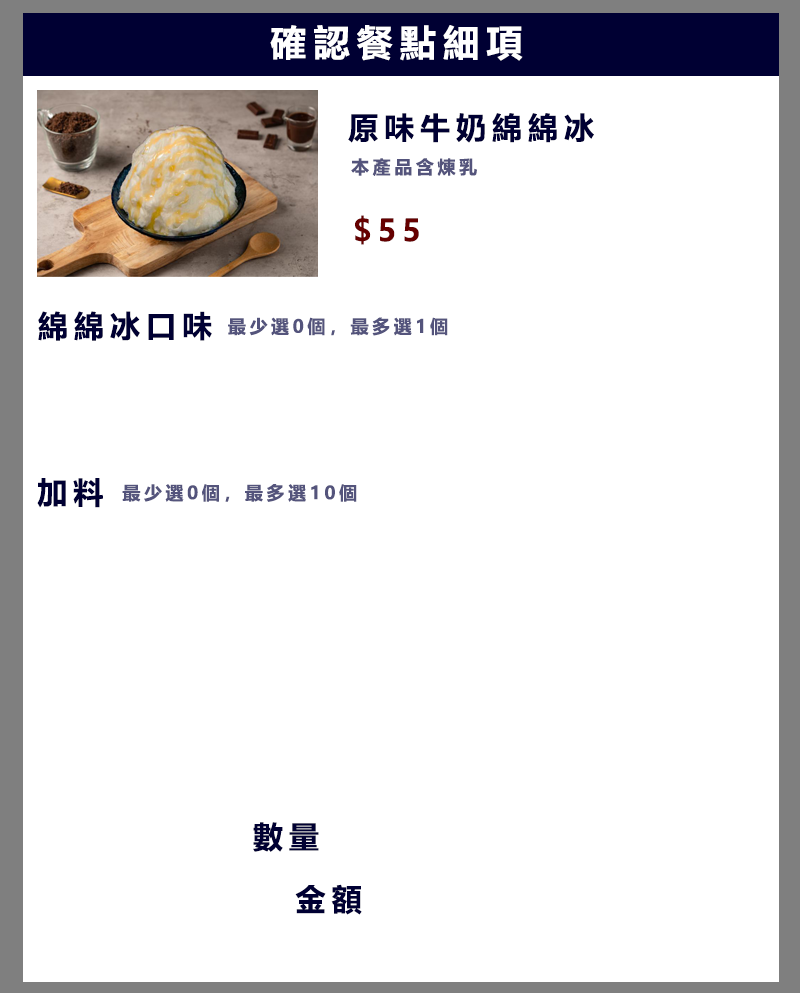 確認餐點細項
原味牛奶綿綿冰
本產品含煉乳
$55
綿綿冰口味 最少選0個，最多選1個
加料 最少選0個，最多選10個
數量
金額